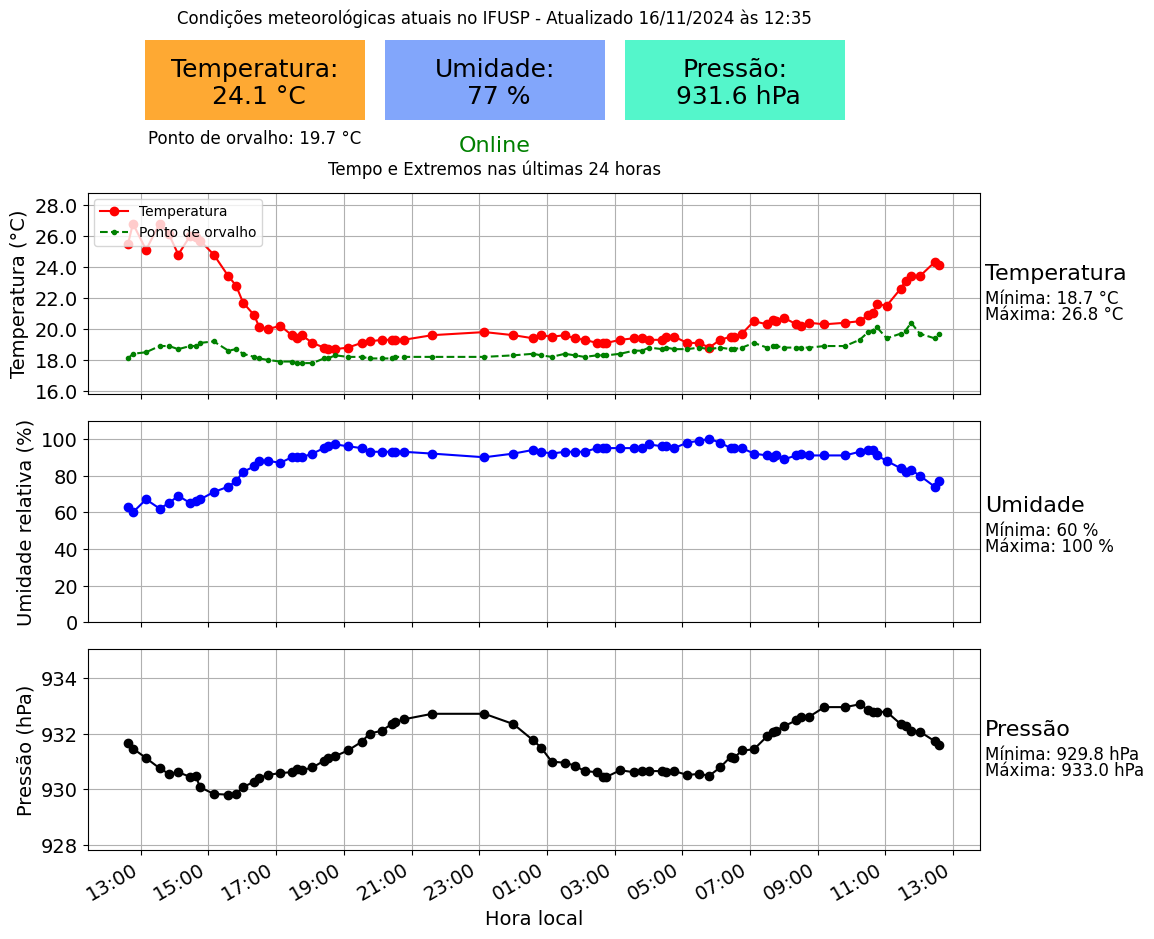 Condições meteorológicas atuais no IFUSP - Atualizado 16/11/2024 às 12:35
Temperatura:
24.1 °C
Umidade:
77 %
Pressão:
931.6 hPa
Ponto de orvalho: 19.7 °C
Online
Tempo e Extremos nas últimas 24 horas
Temperatura (°C)
28.0
26.0
24.0
22.0
20.0
18.0
16.0
Temperatura
Ponto de orvalho
Temperatura
Mínima: 18.7 °C
Máxima: 26.8 °C
Umidade relativa (%)
100
80
60
40
20
0
Umidade
Mínima: 60 %
Máxima: 100 %
Pressão (hPa)
934
932
930
928
Pressão
Mínima: 929.8 hPa
Máxima: 933.0 hPa
13:00
15:00
17:00
19:00
21:00
23:00
01:00
03:00
05:00
07:00
09:00
11:00
13:00
Hora local